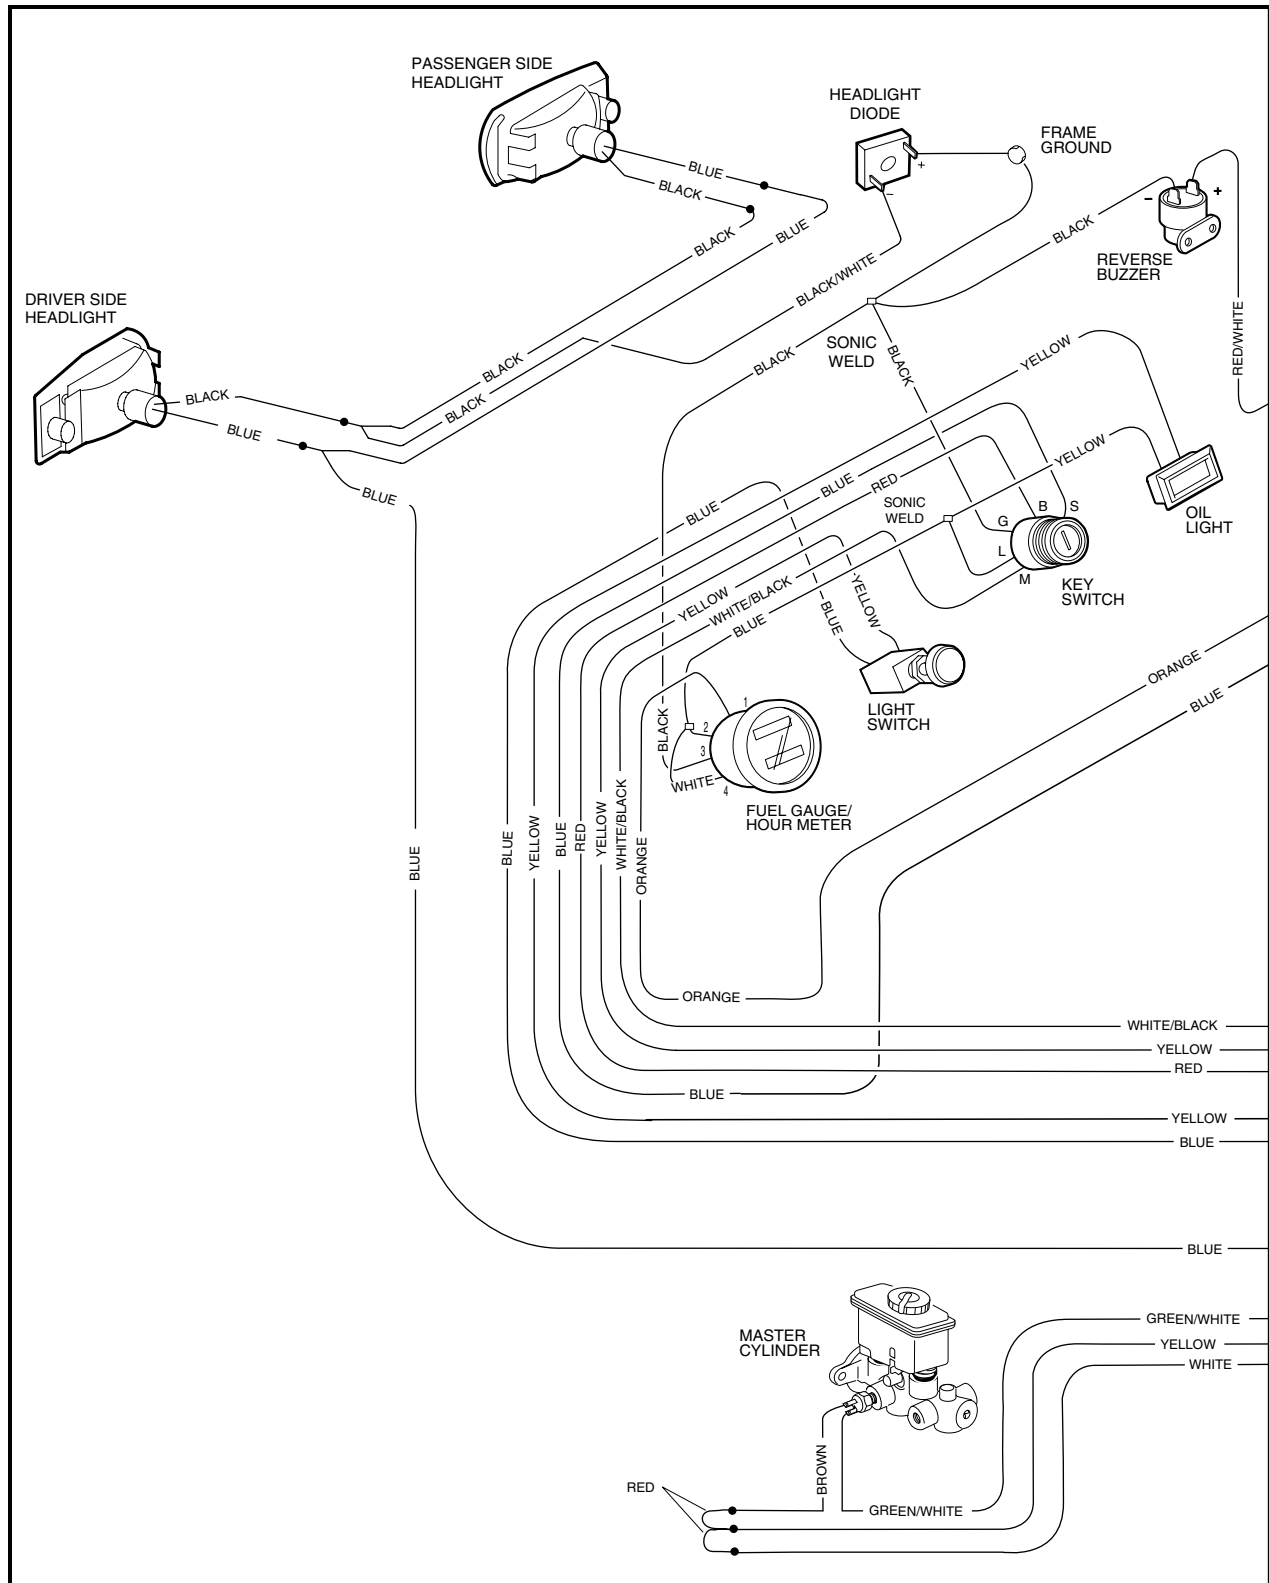 PASSENGER SIDE
HEADLIGHT
HEADLIGHT
DIODE
FRAME
GROUND
+
−
BLUE
BLACK
BLACK
BLUE
BLACK/WHITE
BLACK
−
+
REVERSE
BUZZER
RED/WHITE
DRIVER SIDE
HEADLIGHT
BLACK
BLUE
BLACK
BLACK
BLUE
SONIC
WELD
BLACK
BLACK
YELLOW
YELLOW
OIL
LIGHT
BLUE
RED
BLUE
SONIC
WELD
G
B
S
L
M
KEY
SWITCH
YELLOW
WHITE/BLACK
BLUE
BLUE
YELLOW
LIGHT
SWITCH
ORANGE
BLUE
BLACK
1
2
3
4
WHITE
FUEL GAUGE/
HOUR METER
BLUE
BLUE
YELLOW
BLUE
RED
YELLOW
WHITE/BLACK
ORANGE
ORANGE
WHITE/BLACK
YELLOW
RED
BLUE
YELLOW
BLUE
BLUE
MASTER
CYLINDER
GREEN/WHITE
YELLOW
WHITE
BROWN
RED
GREEN/WHITE